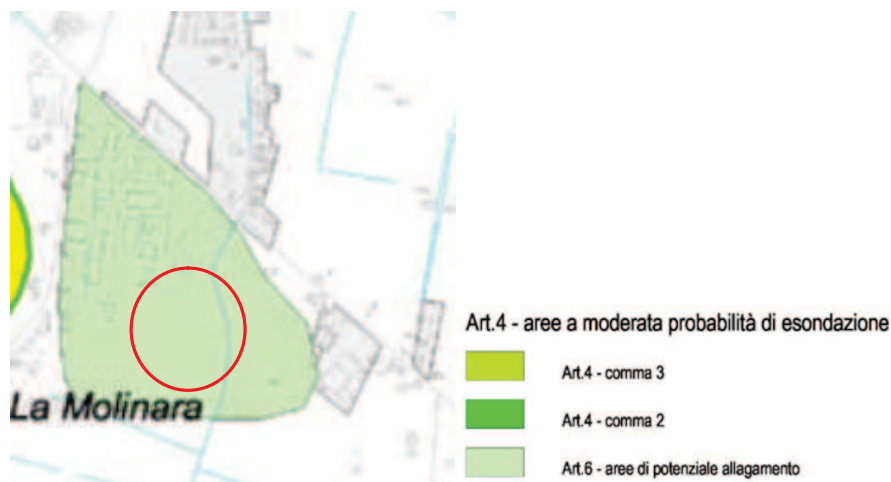 La Molinara
Art.4 - aree a moderata probabilità di esondazione
Art.4 - comma 3
Art.4 - comma 2
Art.6 - aree di potenziale allagamento